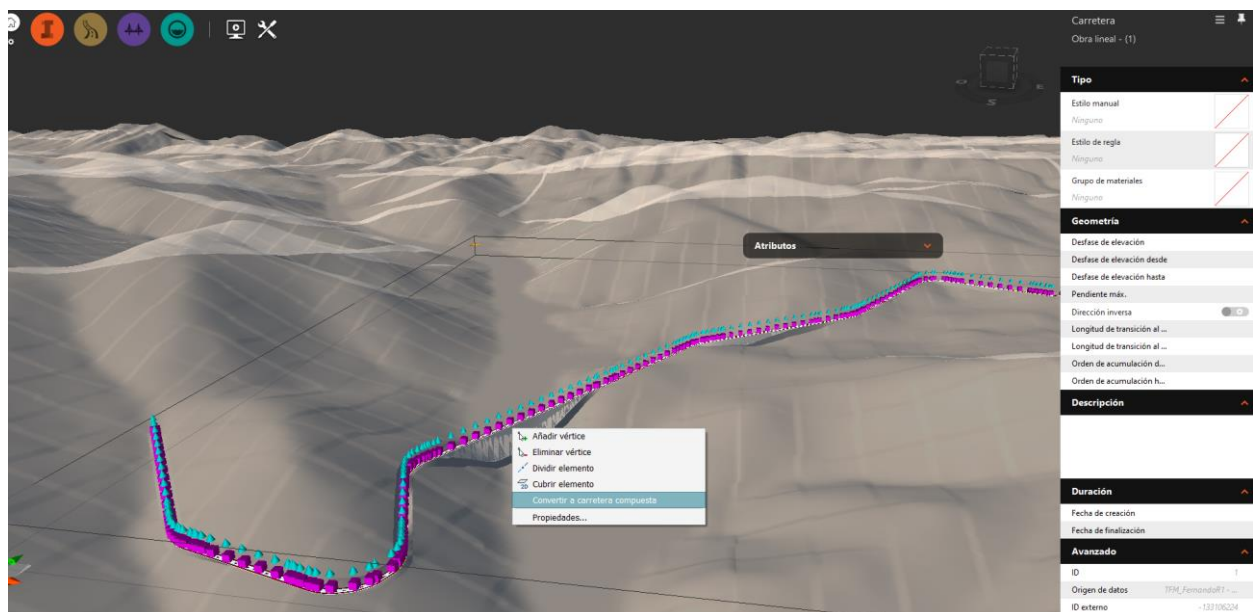 Carretera
Obra lineal - (1)
Tipo
Estilo manual
Ninguno
Estilo de regla
Ninguno
Grupo de materiales
Ninguno
Geometría
Desfase de elevación
Desfase de elevación desde
Desfase de elevación hasta
Pendiente máx.
Dirección inversa
Longitud de transición al ...
Longitud de transición al ...
Orden de acumulación d...
Orden de acumulación h...
Descripción
Duración
Fecha de creación
Fecha de finalización
Avanzado
ID 1
Origen de datos TFM_FernandoR1 - ...
ID externo -133106224
Atributos
Añadir vértice
Eliminar vértice
Dividir elemento
Cubrir elemento
Convertir a carretera compuesta
Propiedades...
S
E
O
2D